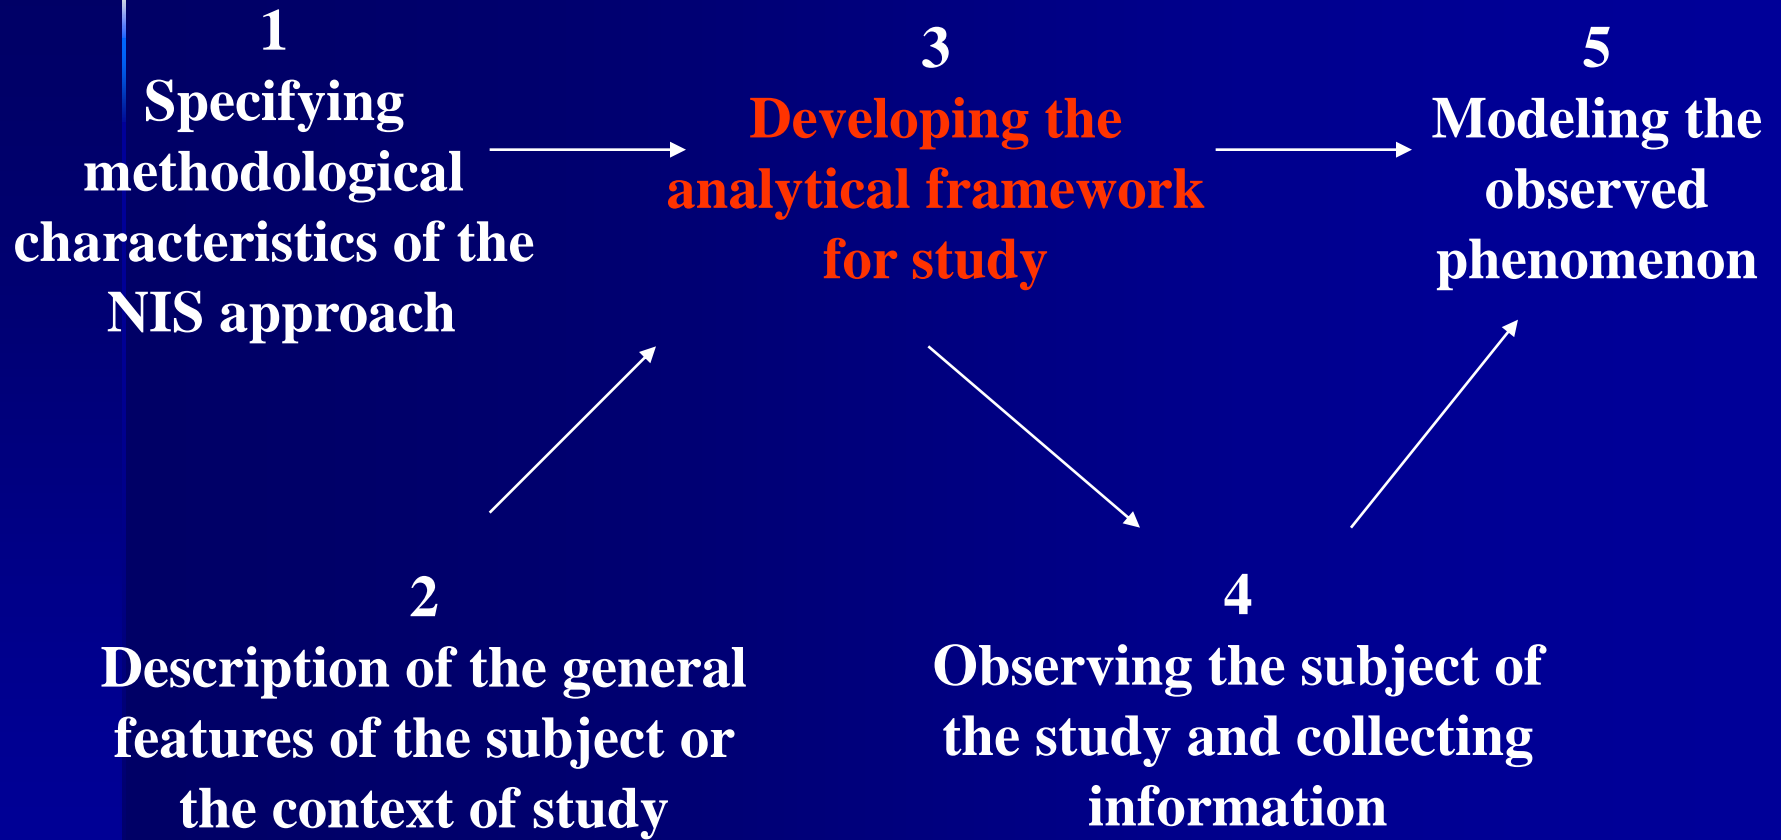 1
Specifying
methodological
characteristics of the
NIS approach
3
Developing the
analytical framework
for study
5
Modeling the
observed
phenomenon
2
Description of the general
features of the subject or
the context of study
4
Observing the subject of
the study and collecting
information